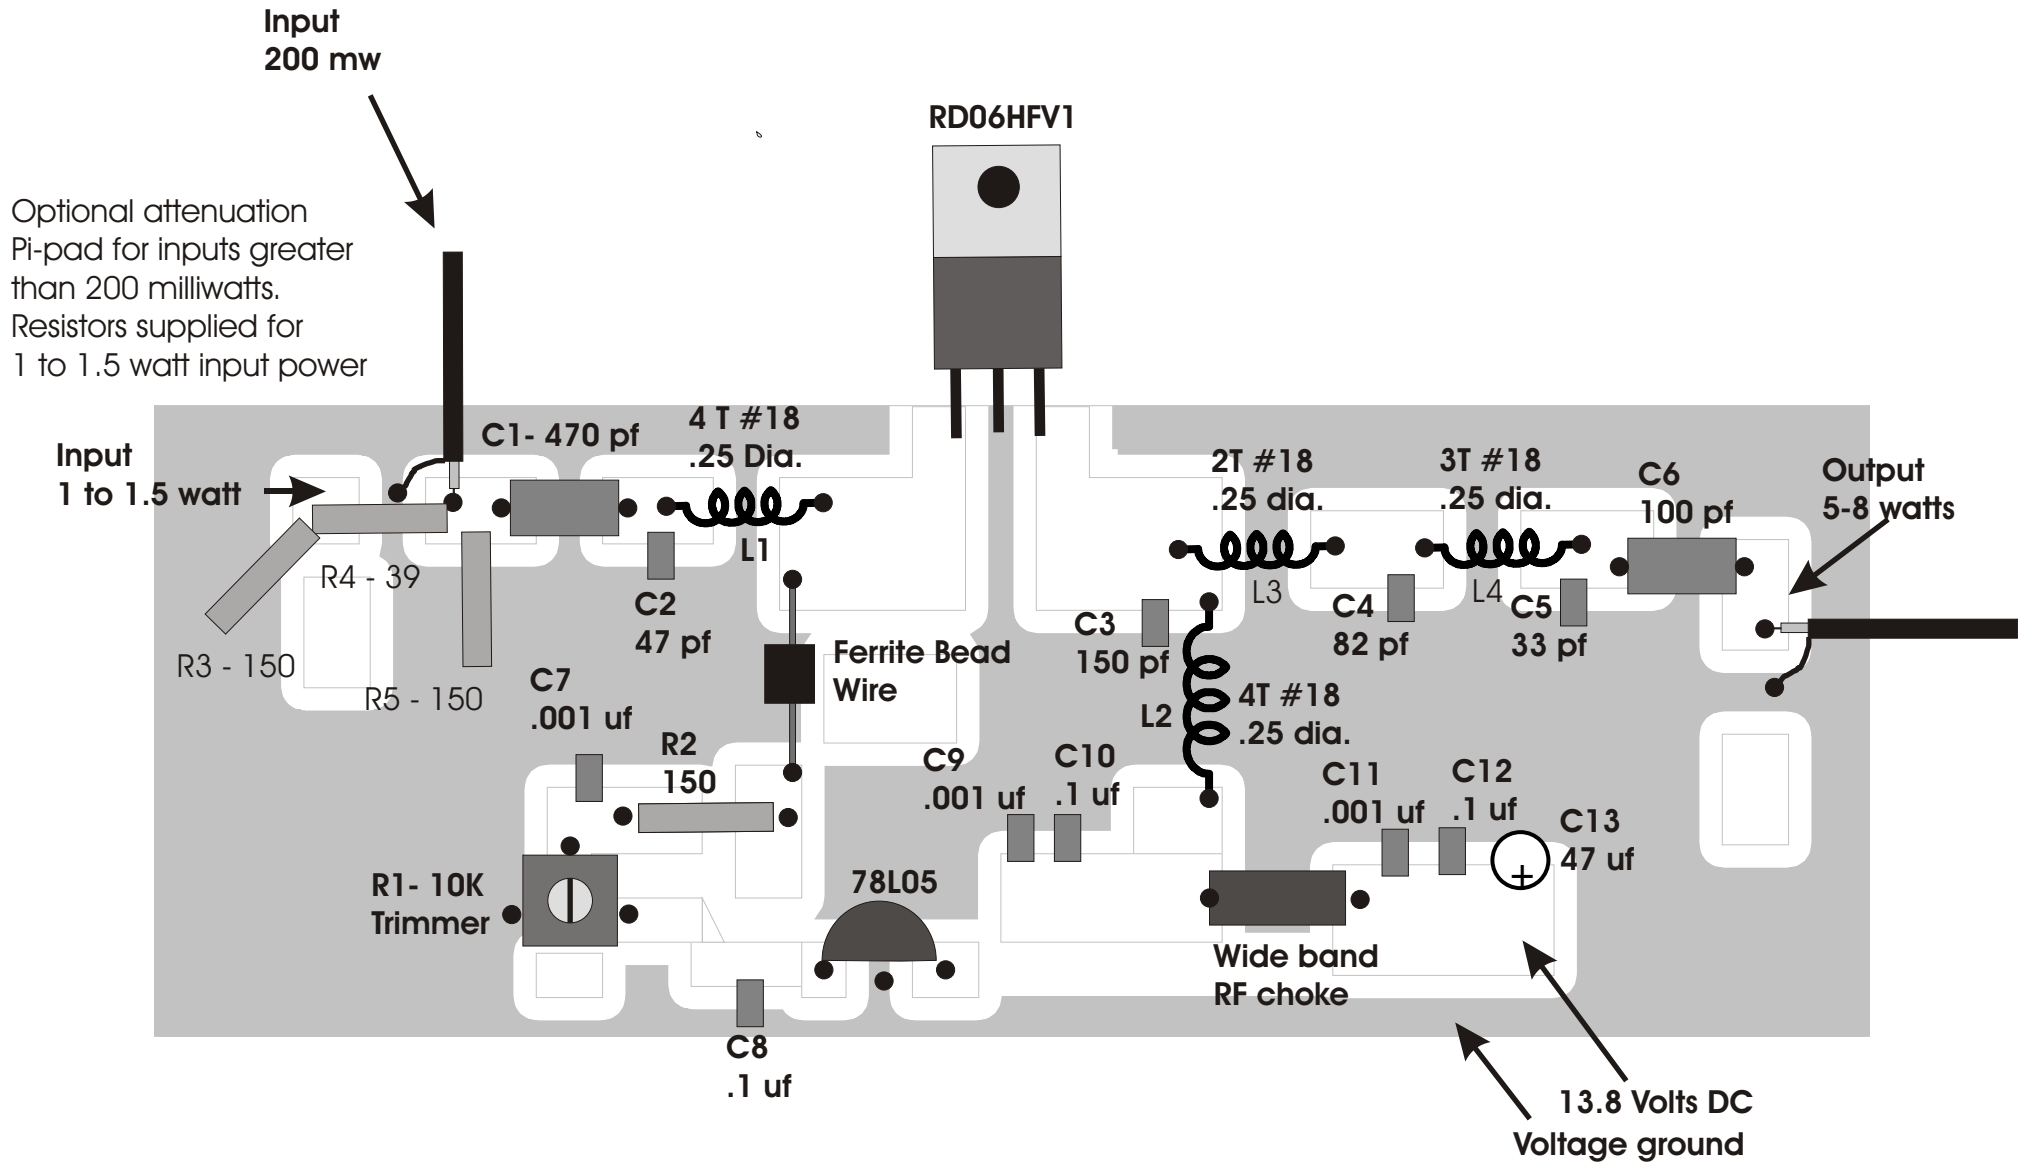 Input
200 mw
RD06HFV1
Optional attenuation
Pi-pad for inputs greater
than 200 milliwatts.
Resistors supplied for
1 to 1.5 watt input power
Input
1 to 1.5 watt
C1- 470 pf
4 T #18
.25 Dia.
L1
R4 - 39
R3 - 150
R5 - 150
C2
47 pf
Ferrite Bead
Wire
C7
.001 uf
R2
150
R1- 10K
Trimmer
78L05
C8
.1 uf
2T #18
.25 dia.
L3
3T #18
.25 dia.
L4
C6
100 pf
Output
5-8 watts
C3
150 pf
C4
82 pf
C5
33 pf
L2
4T #18
.25 dia.
C9
.001 uf
C10
.1 uf
C11
.001 uf
C12
.1 uf
C13
47 uf
+
Wide band
RF choke
13.8 Volts DC
Voltage ground